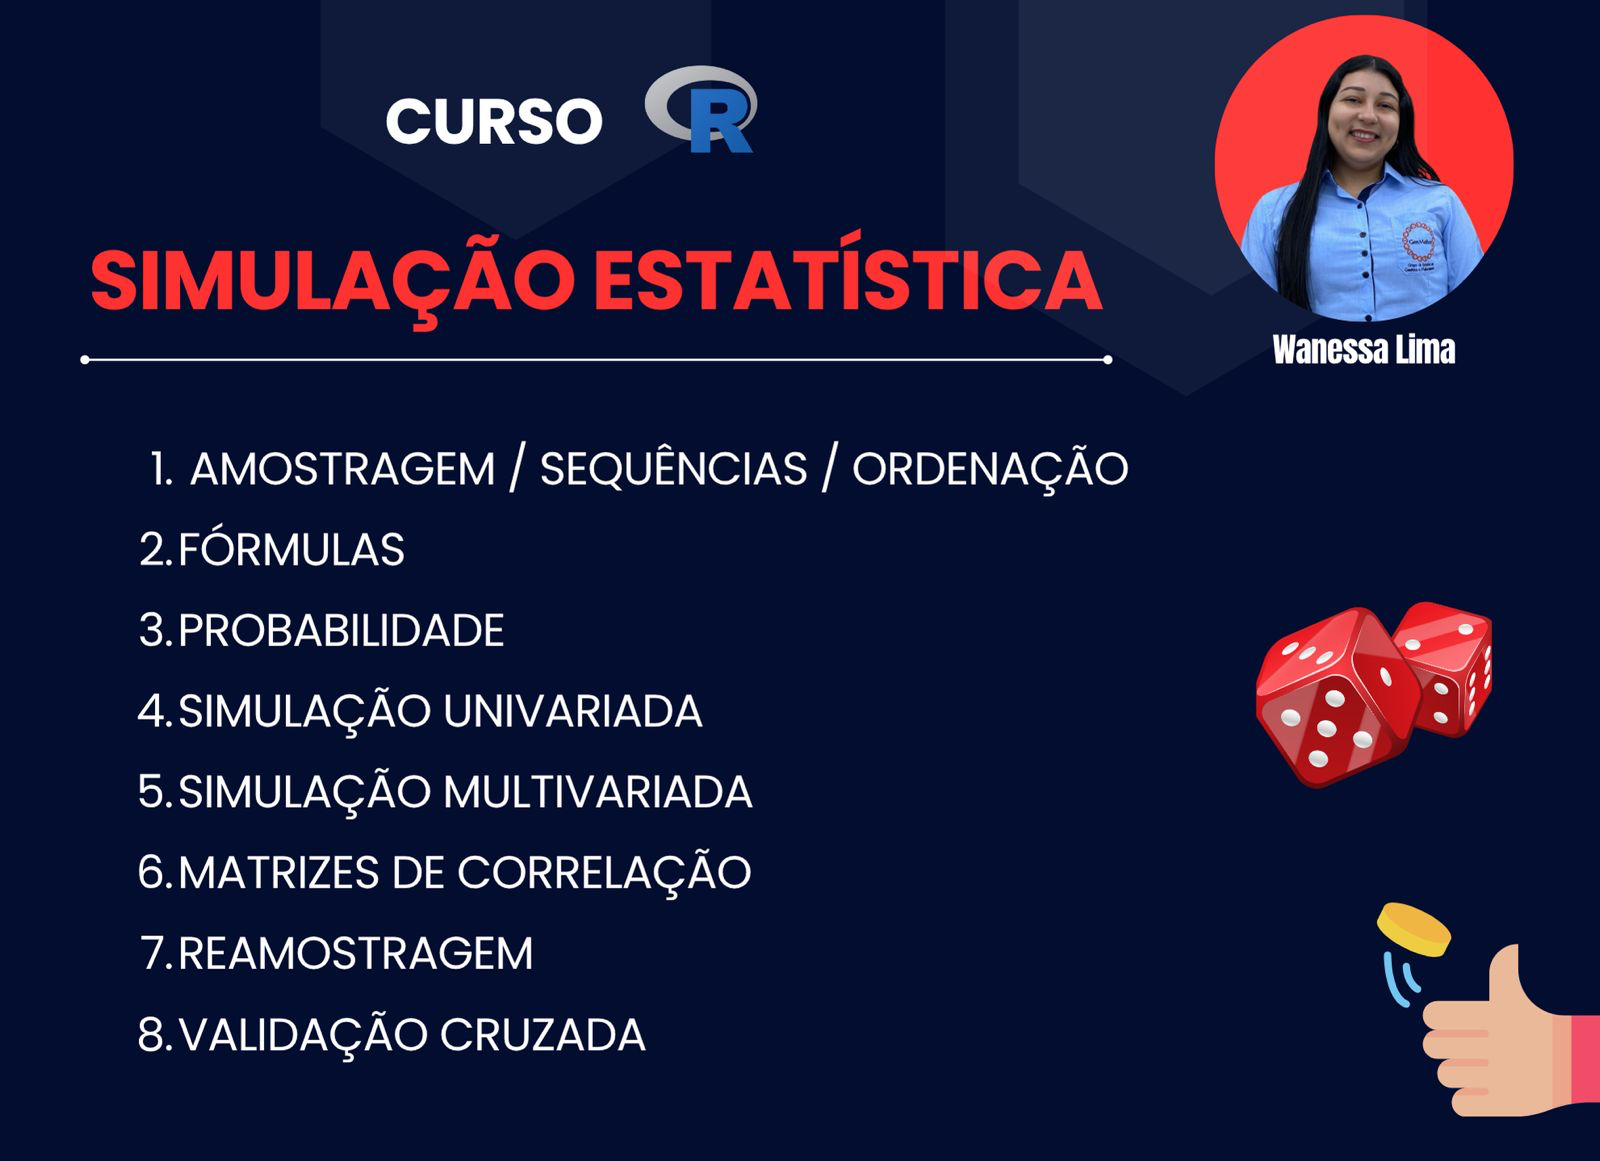 CURSO R
SIMULAÇÃO ESTATÍSTICA
Wanessa Lima
1. AMOSTRAGEM / SEQUÊNCIAS / ORDENAÇÃO
2. FÓRMULAS
3. PROBABILIDADE
4. SIMULAÇÃO UNIVARIADA
5. SIMULAÇÃO MULTIVARIADA
6. MATRIZES DE CORRELAÇÃO
7. REAMOSTRAGEM
8. VALIDAÇÃO CRUZADA